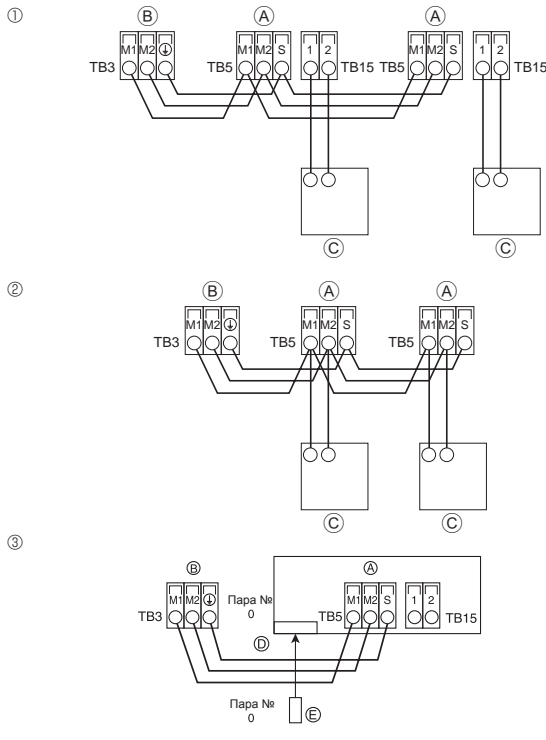 ①
Ⓑ Ⓐ Ⓐ
M1 M2 ⏚ M1 M2 S 1 2 M1 M2 S 1 2
TB3 TB5 TB15 TB5 TB15
Ⓒ Ⓒ
②
Ⓑ Ⓐ Ⓐ
M1 M2 ⏚ M1 M2 S M1 M2 S
TB3 TB5 TB5
Ⓒ Ⓒ
③
Ⓑ Ⓐ
M1 M2 ⏚ Пара № M1 M2 S 1 2
TB3 0 TB5 TB15
Ⓓ
Пара №
0 Ⓔ